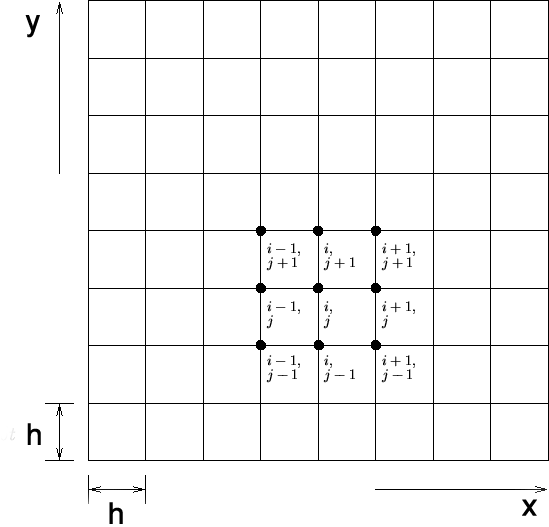 y
i − 1,
j + 1
i,
j + 1
i + 1,
j + 1
i − 1,
j
i,
j
i + 1,
j
i − 1,
j − 1
i,
j − 1
i + 1,
j − 1
h
h
x